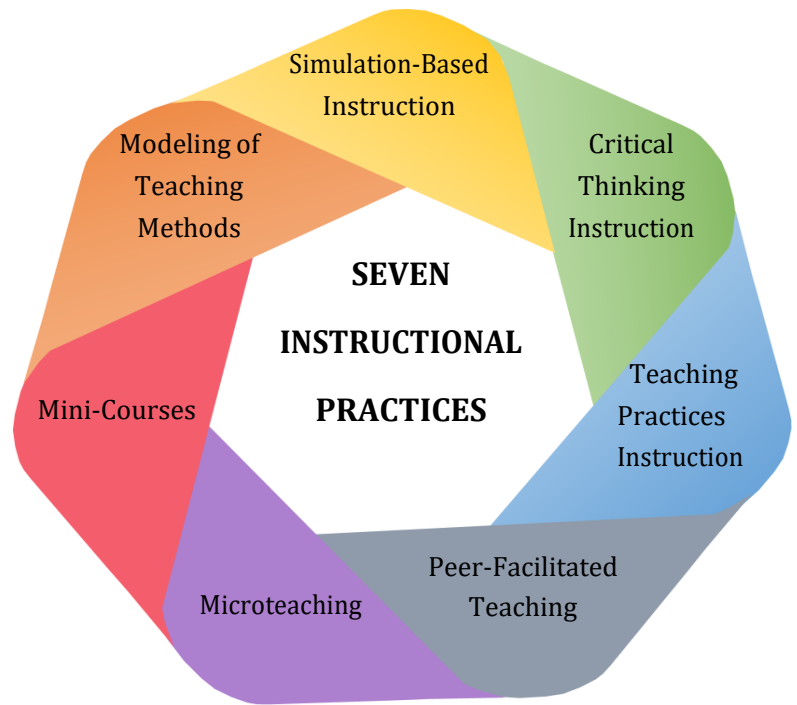 Simulation-Based
Instruction
Critical
Thinking
Instruction
Teaching
Practices
Instruction
Peer-Facilitated
Teaching
Microteaching
Mini-Courses
Modeling of
Teaching
Methods
SEVEN
INSTRUCTIONAL
PRACTICES